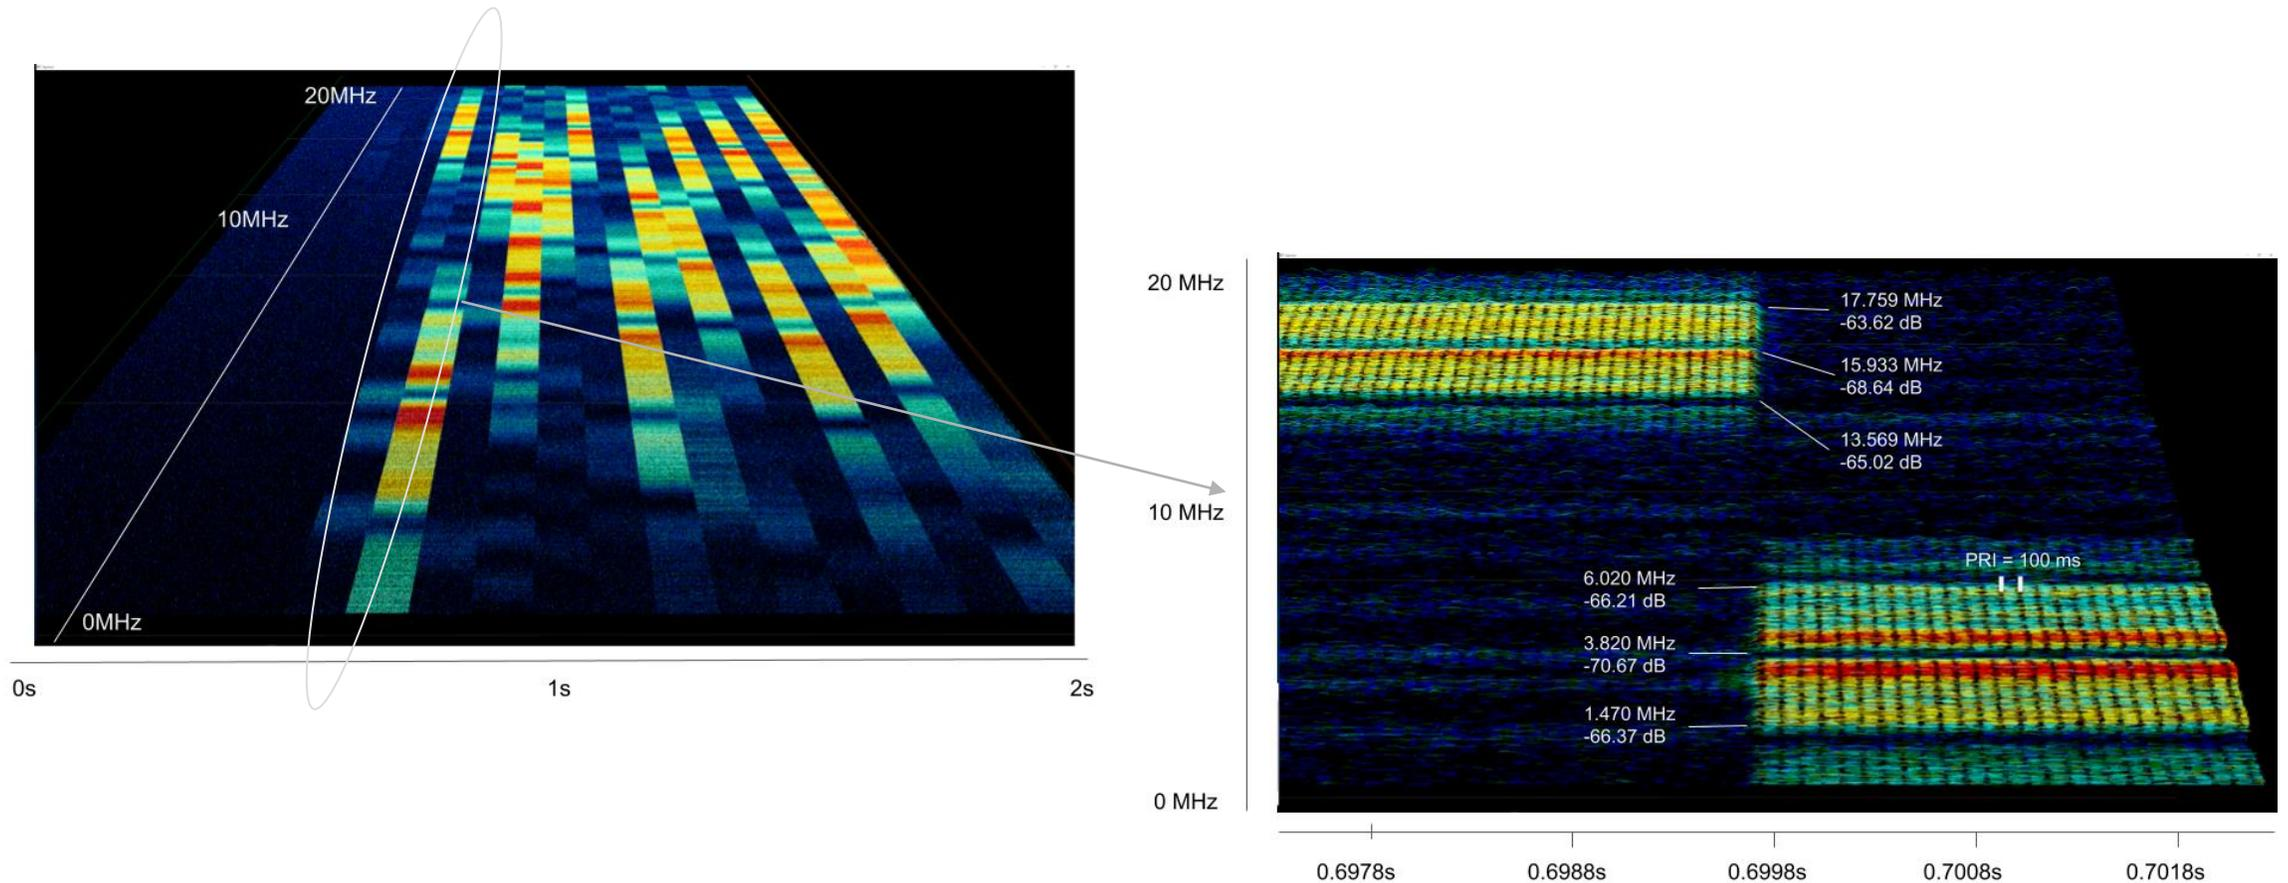 20MHz
10MHz
0MHz
0s
1s
2s
20 MHz
10 MHz
0 MHz
17.759 MHz
-63.62 dB
15.933 MHz
-68.64 dB
13.569 MHz
-65.02 dB
PRI = 100 ms
6.020 MHz
-66.21 dB
3.820 MHz
-70.67 dB
1.470 MHz
-66.37 dB
0.6978s
0.6988s
0.6998s
0.7008s
0.7018s